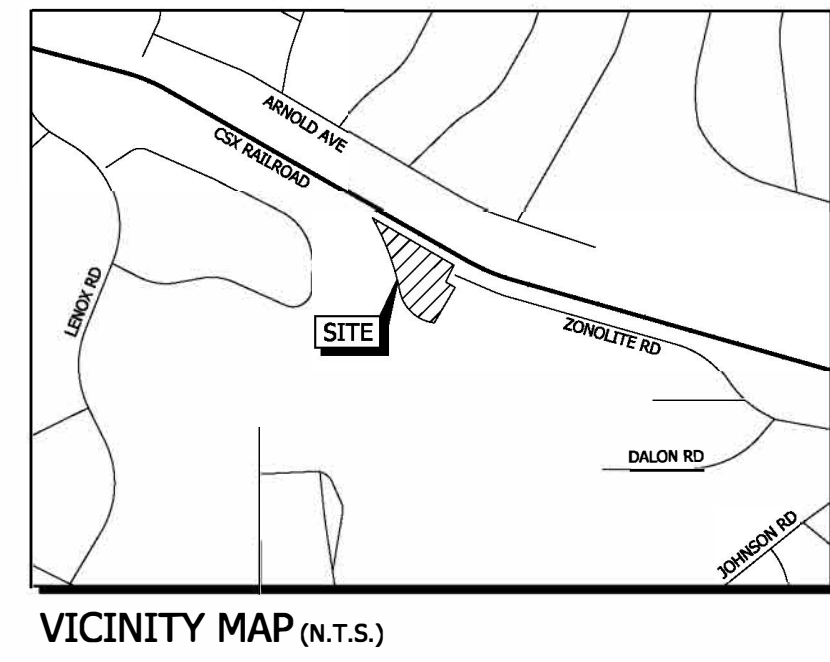 ARNOLD AVE
CSX RAILROAD
LENOX RD
SITE
ZONOLITE RD
DALON RD
JOHNSON RD
VICINITY MAP (N.T.S.)